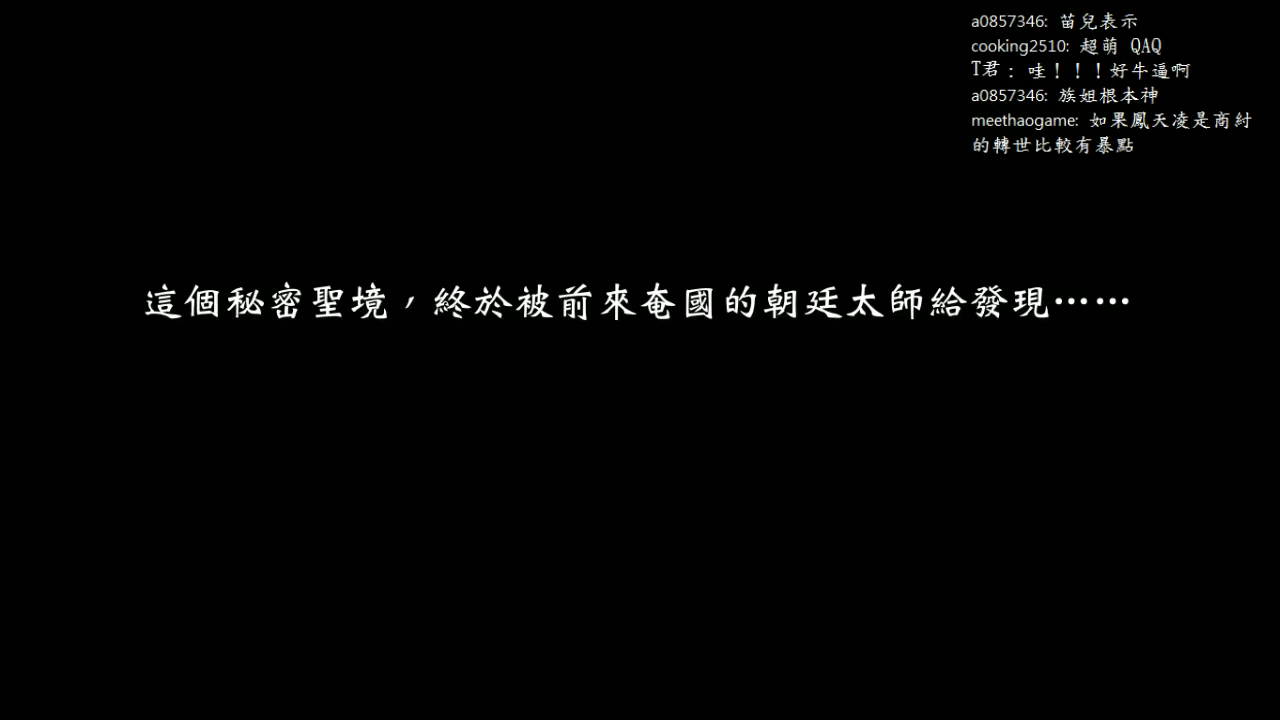 a0857346: 苗兒表示
cooking2510: 超萌 QAQ
T君： 哇！！！好牛逼啊
a0857346: 族姐根本神
meethaogame: 如果鳳天凌是商紂
的轉世比較有暴點
這個秘密聖境，終於被前來奄國的朝廷太師給發現……